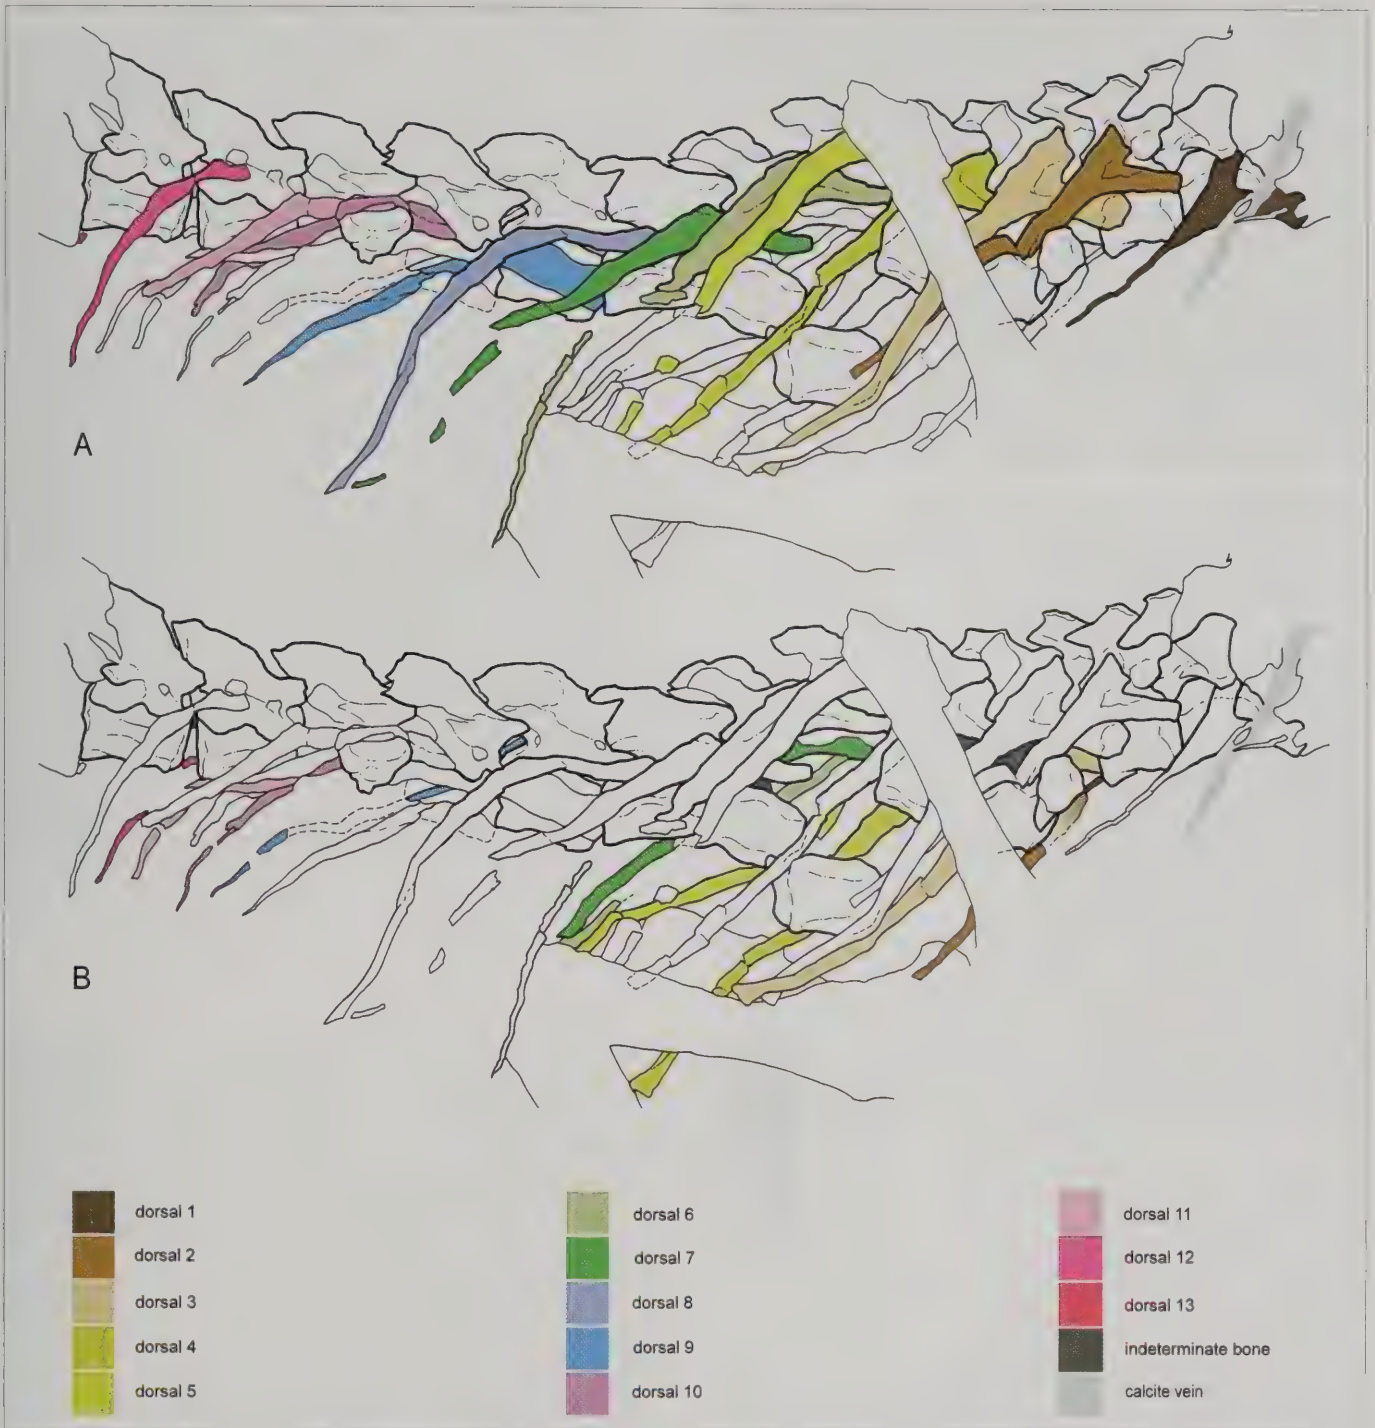 A
B
dorsal 1
dorsal 2
dorsal 3
dorsal 4
dorsal 5
dorsal 6
dorsal 7
dorsal 8
dorsal 9
dorsal 10
dorsal 11
dorsal 12
dorsal 13
indeterminate bone
calcite vein